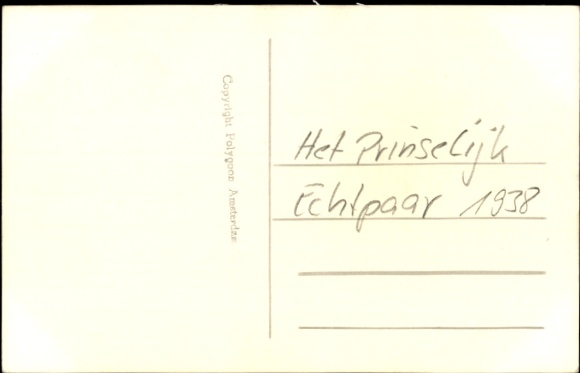 Copyright Polygoon Amsterdam
Het Prinselijk
Echtpaar 1938